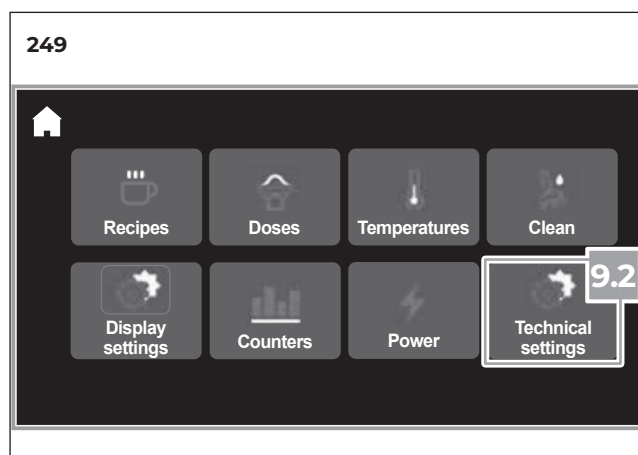 249
Recipes
Doses
Temperatures
Clean
Display
settings
Counters
Power
9.2
Technical
settings